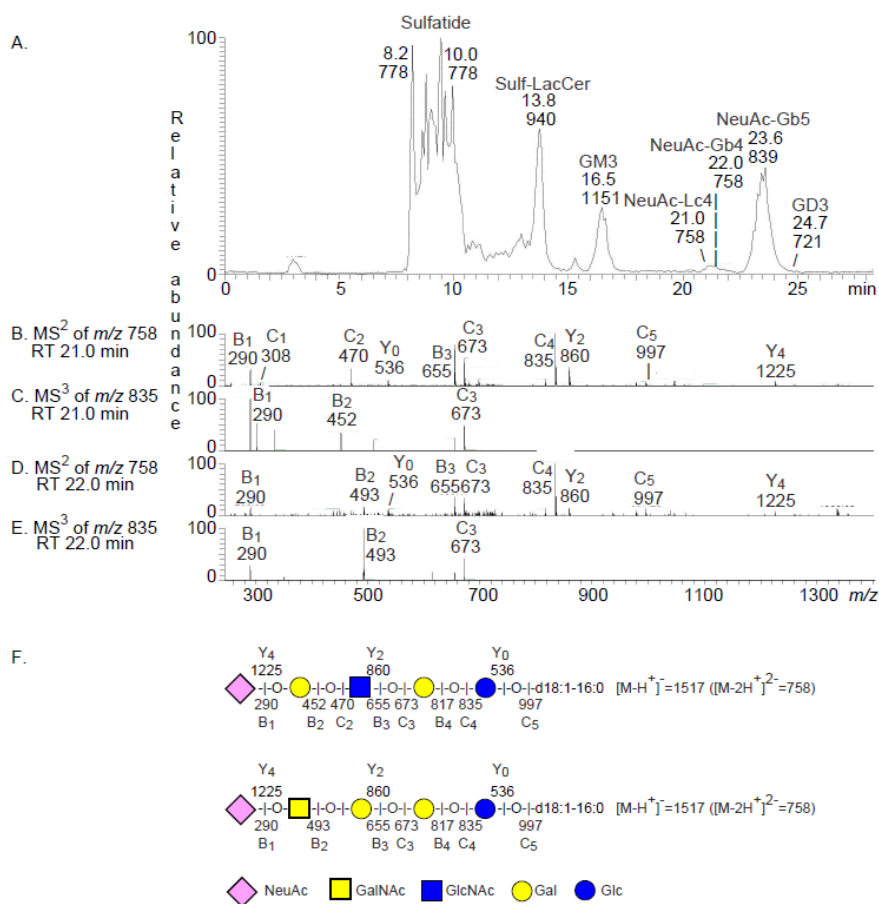 A.
Relative abundance
100
0
Sulfatide
8.2
778
10.0
778
Sulf-LacCer
13.8
940
GM3
16.5
1151
NeuAc-Lc4
21.0
758
NeuAc-Gb4
22.0
758
NeuAc-Gb5
23.6
839
GD3
24.7
721
0 5 10 15 20 25 min
B. MS2 of m/z 758
RT 21.0 min
100
0
B1
290
C1
308
C2
470
Y0
536
B3
655
C3
673
C4
835
Y2
860
C5
997
Y4
1225
C. MS3 of m/z 835
RT 21.0 min
100
0
B1
290
B2
452
C3
673
D. MS2 of m/z 758
RT 22.0 min
100
0
B1
290
B2
493
Y0
536
B3 C3
655 673
C4
835
Y2
860
C5
997
Y4
1225
E. MS3 of m/z 835
RT 22.0 min
100
0
B1
290
B2
493
C3
673
300 700 900 1100 1300 m/z
F.
Y4 Y2 Y0
1225 860 536
-|-O- -|-O-|- -|-O-|- -|-O-|- -|-O-|-d18:1-16:0 [M-H+]-=1517 ([M-2H+]2-=758)
290 452 470 655 673 817 835 997
B1 B2 C2 B3 C3 B4 C4 C5
Y4 Y2 Y0
1225 860 536
-|-O- -|-O- -|-O-|- -|-O-|- -|-O-|-d18:1-16:0 [M-H+]-=1517 ([M-2H+]2-=758)
290 493 655 673 817 835 997
B1 B2 B3 C3 B4 C4 C5
NeuAc GalNAc GlcNAc Gal Glc